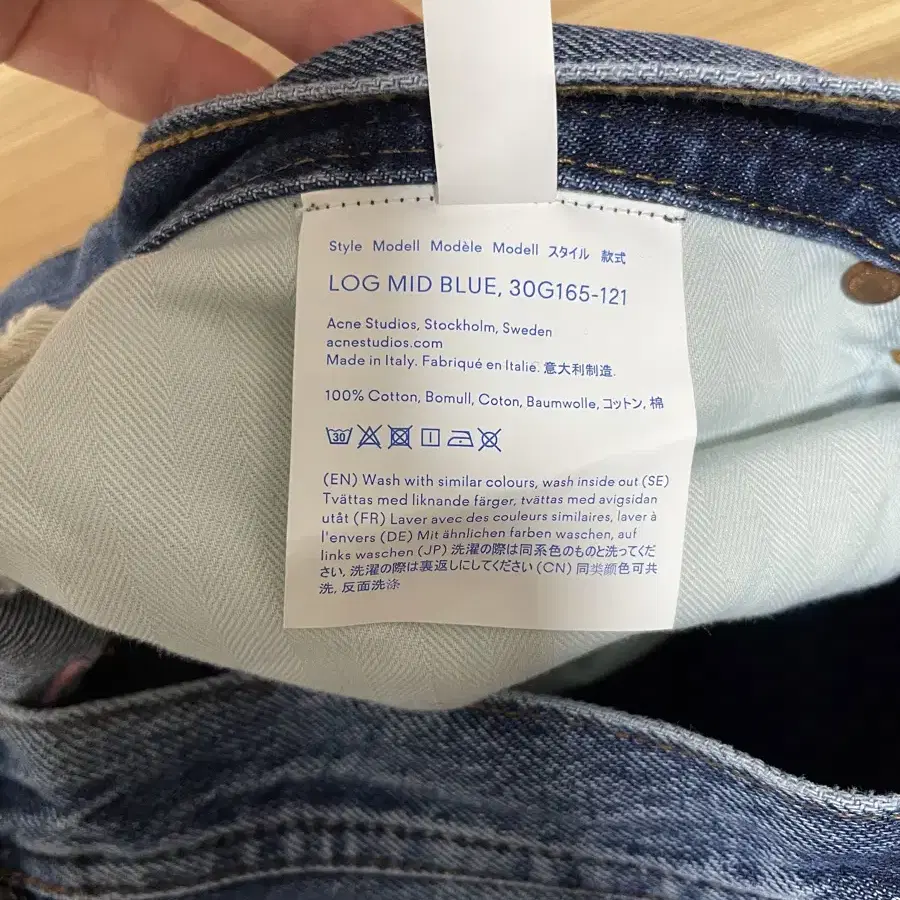 Style Modell Modèle Modell スタイル 款式
LOG MID BLUE, 30G165-121
Acne Studios, Stockholm, Sweden
acnestudios.com
Made in Italy. Fabriqué en Italie. 意大利制造.
100% Cotton, Bomull, Coton, Baumwolle, コットン, 棉
30
(EN) Wash with similar colours, wash inside out (SE)
Tvättas med liknande färger, tvättas med avigsidan
utåt (FR) Laver avec des couleurs similaires, laver à
l'envers (DE) Mit ähnlichen farben waschen, auf
links waschen (JP) 洗濯の際は同系色のものと洗ってくだ
さい, 洗濯の際は裏返しにしてください (CN) 同类颜色可共
洗, 反面洗涤